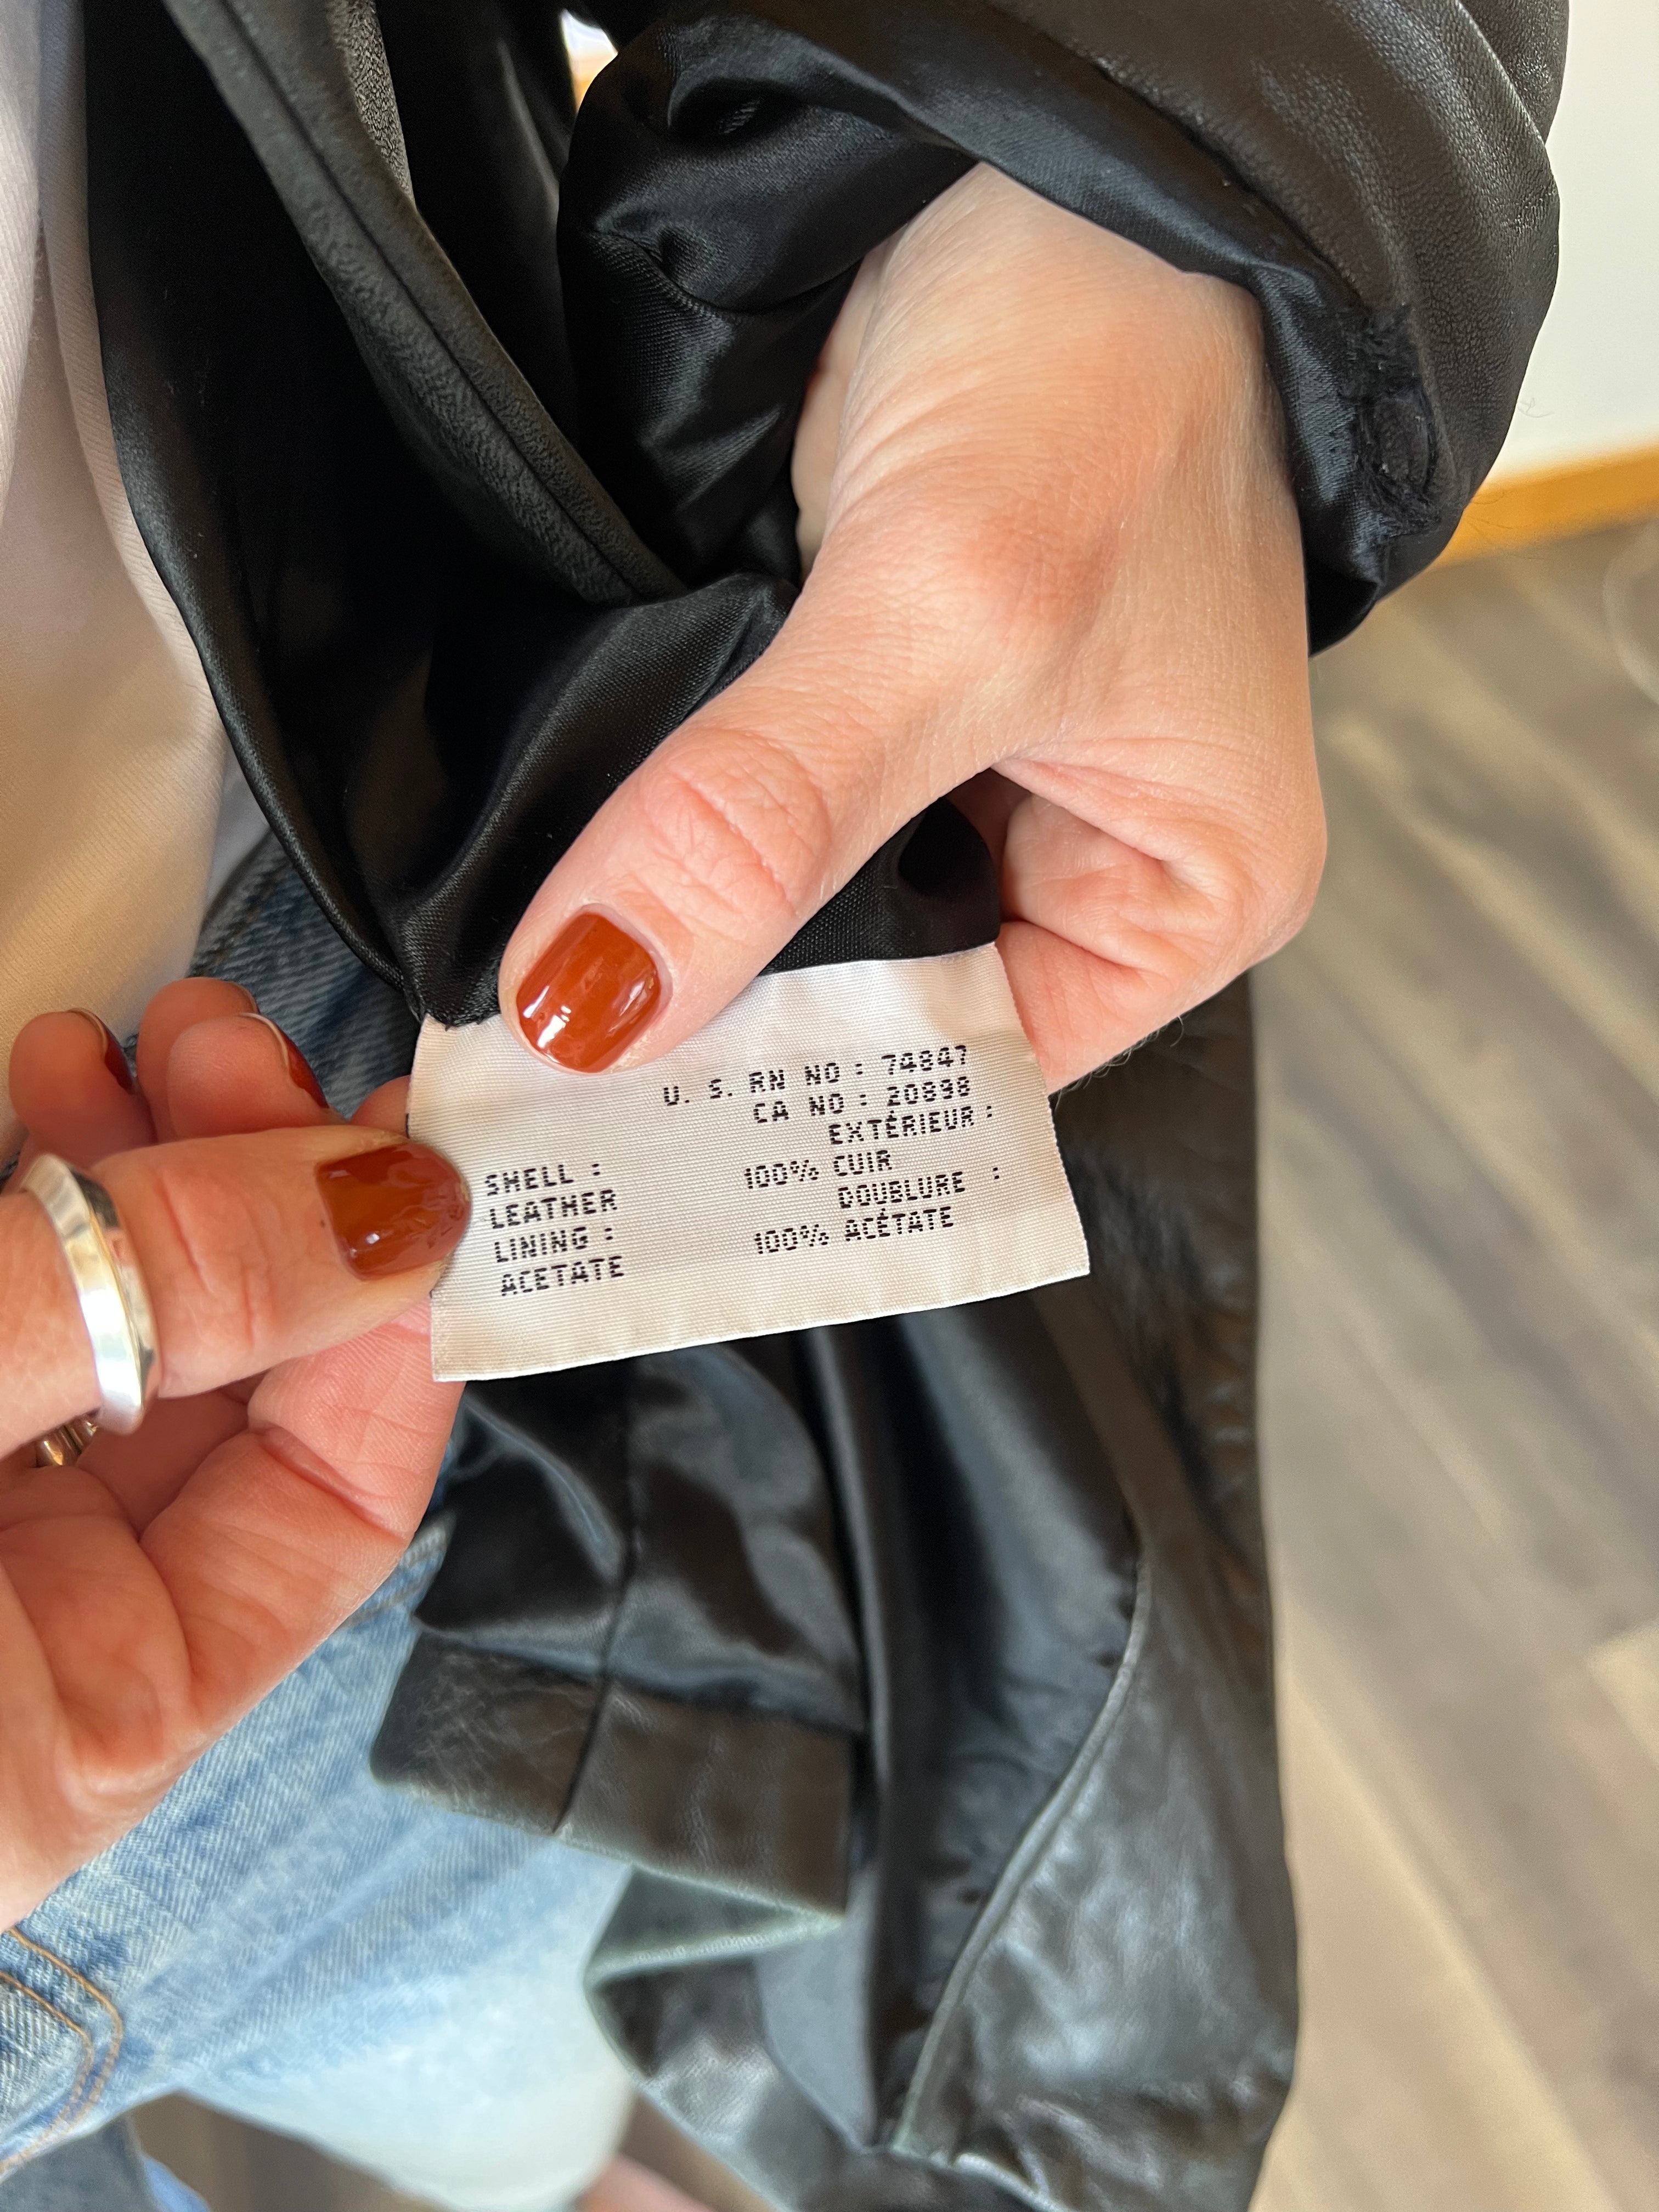 U. S. RN NO : 74847
CA NO : 20898
EXTÉRIEUR :
SHELL : 100% CUIR
LEATHER DOUBLURE :
LINING : 100% ACÉTATE
ACETATE